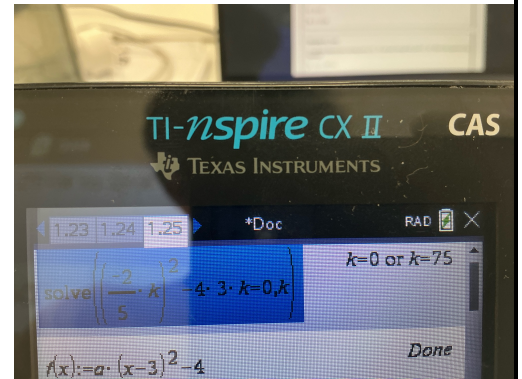 TI-nspire CX II CAS
TEXAS INSTRUMENTS
1.23 1.24 1.25 *Doc RAD
solve((-2/5·k)^2-4·3·k=0,k)
k=0 or k=75
f(x):=a·(x-3)^2-4
Done